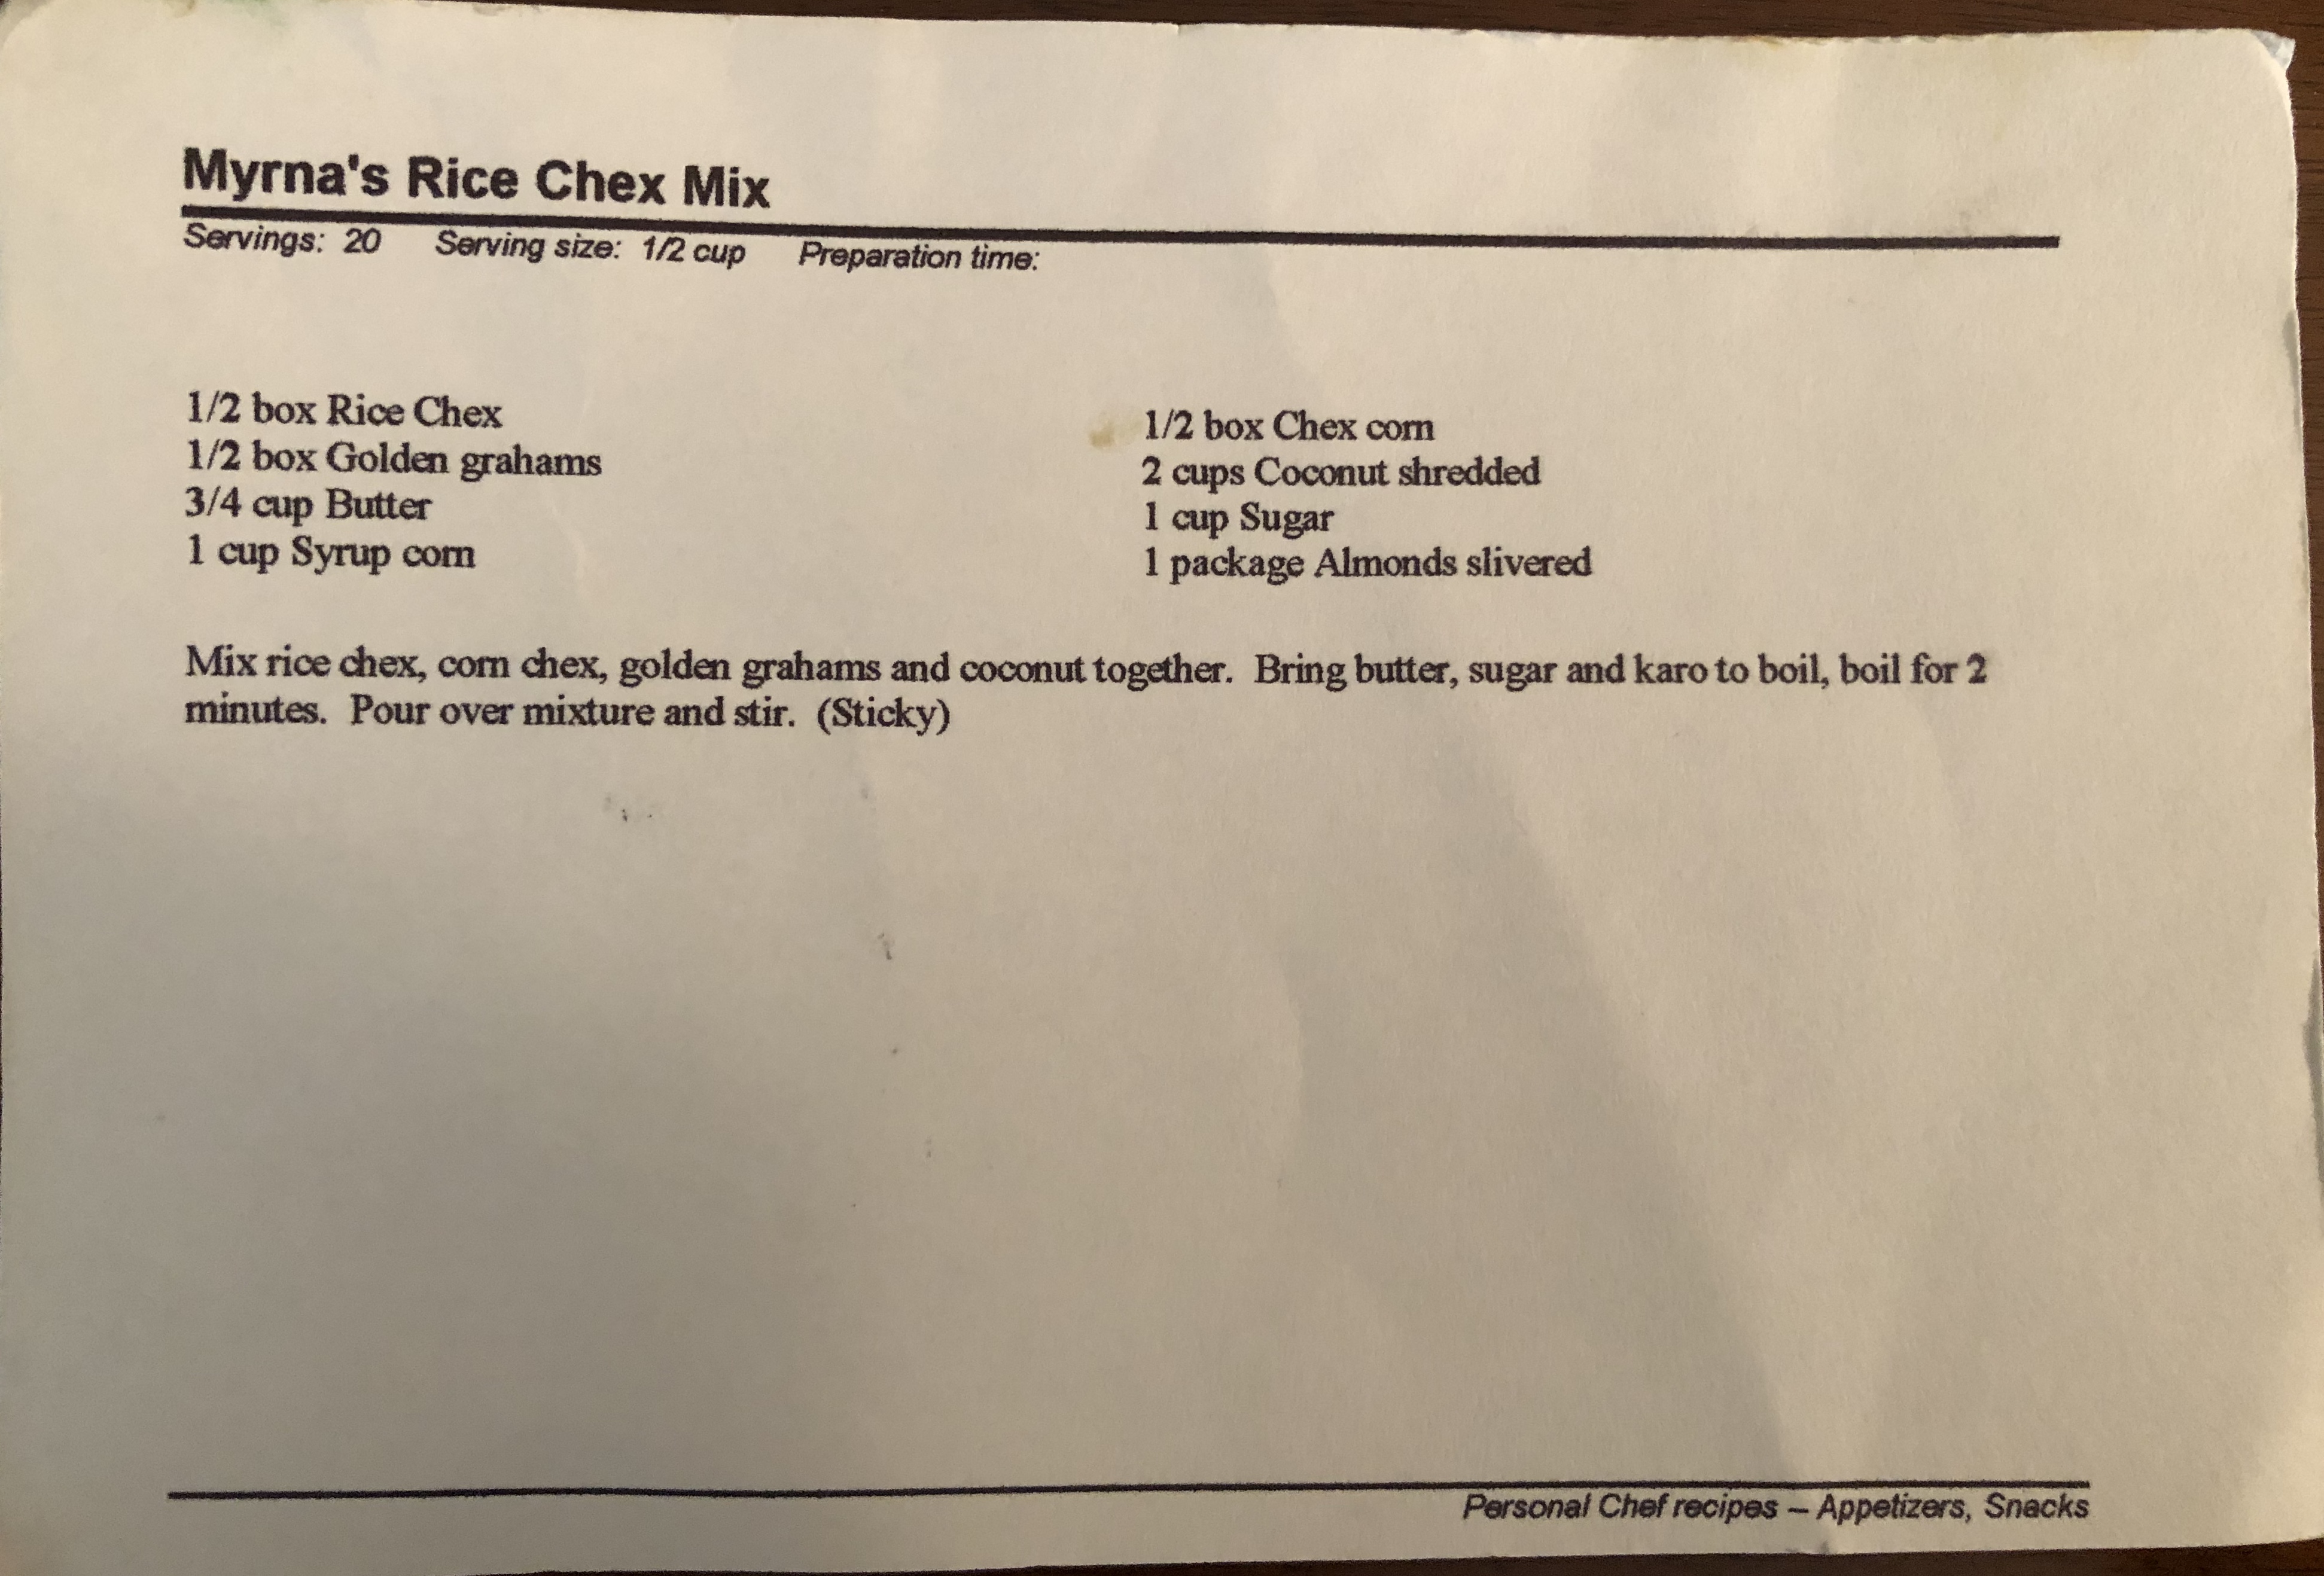 Myrna's Rice Chex Mix
Servings: 20 Serving size: 1/2 cup Preparation time:
1/2 box Rice Chex
1/2 box Golden grahams
3/4 cup Butter
1 cup Syrup corn
1/2 box Chex corn
2 cups Coconut shredded
1 cup Sugar
1 package Almonds slivered
Mix rice chex, corn chex, golden grahams and coconut together. Bring butter, sugar and karo to boil, boil for 2
minutes. Pour over mixture and stir. (Sticky)
Personal Chef recipes – Appetizers, Snacks